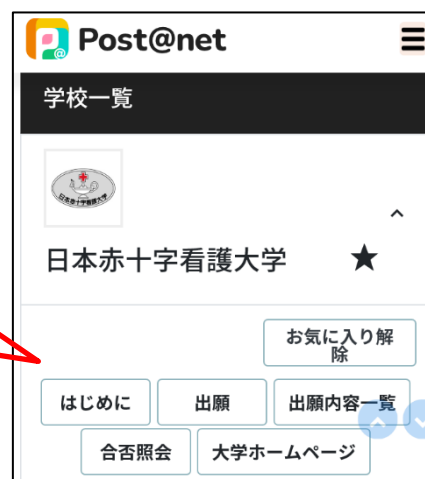 Post@net
学校一覧
日本赤十字看護大学 ★
お気に入り解
除
はじめに 出願 出願内容一覧
合否照会 大学ホームページ